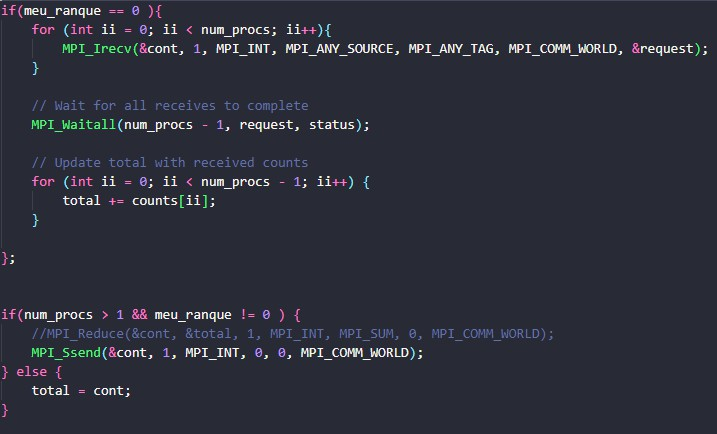 if(meu_ranque == 0 ){
for (int ii = 0; ii < num_procs; ii++){
MPI_Irecv(&cont, 1, MPI_INT, MPI_ANY_SOURCE, MPI_ANY_TAG, MPI_COMM_WORLD, &request);
}
// Wait for all receives to complete
MPI_Waitall(num_procs - 1, request, status);
// Update total with received counts
for (int ii = 0; ii < num_procs - 1; ii++) {
total += counts[ii];
}
};
if(num_procs > 1 && meu_ranque != 0 ) {
//MPI_Reduce(&cont, &total, 1, MPI_INT, MPI_SUM, 0, MPI_COMM_WORLD);
MPI_Ssend(&cont, 1, MPI_INT, 0, 0, MPI_COMM_WORLD);
} else {
total = cont;
}